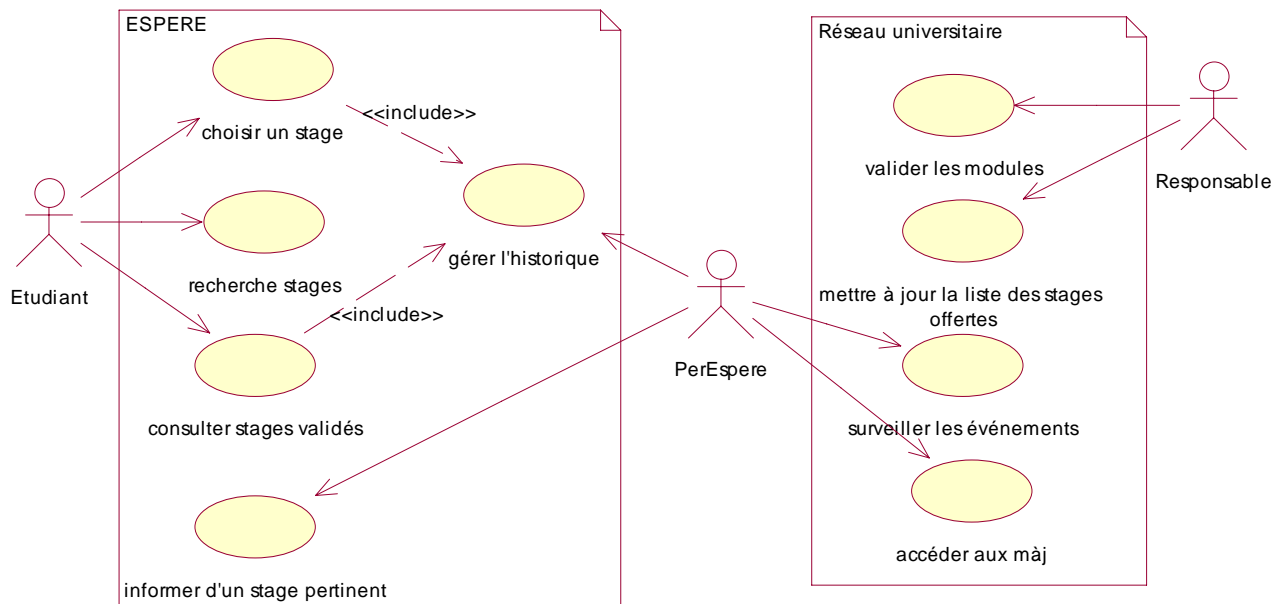 ESPERE
Réseau universitaire
choisir un stage
<<include>>
valider les modules
Responsable
Etudiant
recherche stages
gérer l'historique
mettre à jour la liste des stages
offertes
<<include>>
PerEspere
consulter stages validés
surveiller les événements
accéder aux màj
informer d'un stage pertinent